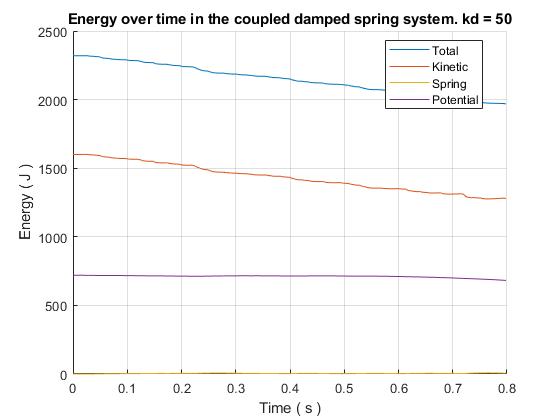 Energy over time in the coupled damped spring system. kd = 50
2500
2000
1500
1000
500
0
Energy ( J )
Total
Kinetic
Spring
Potential
0 0.1 0.2 0.3 0.4 0.5 0.6 0.7 0.8
Time ( s )